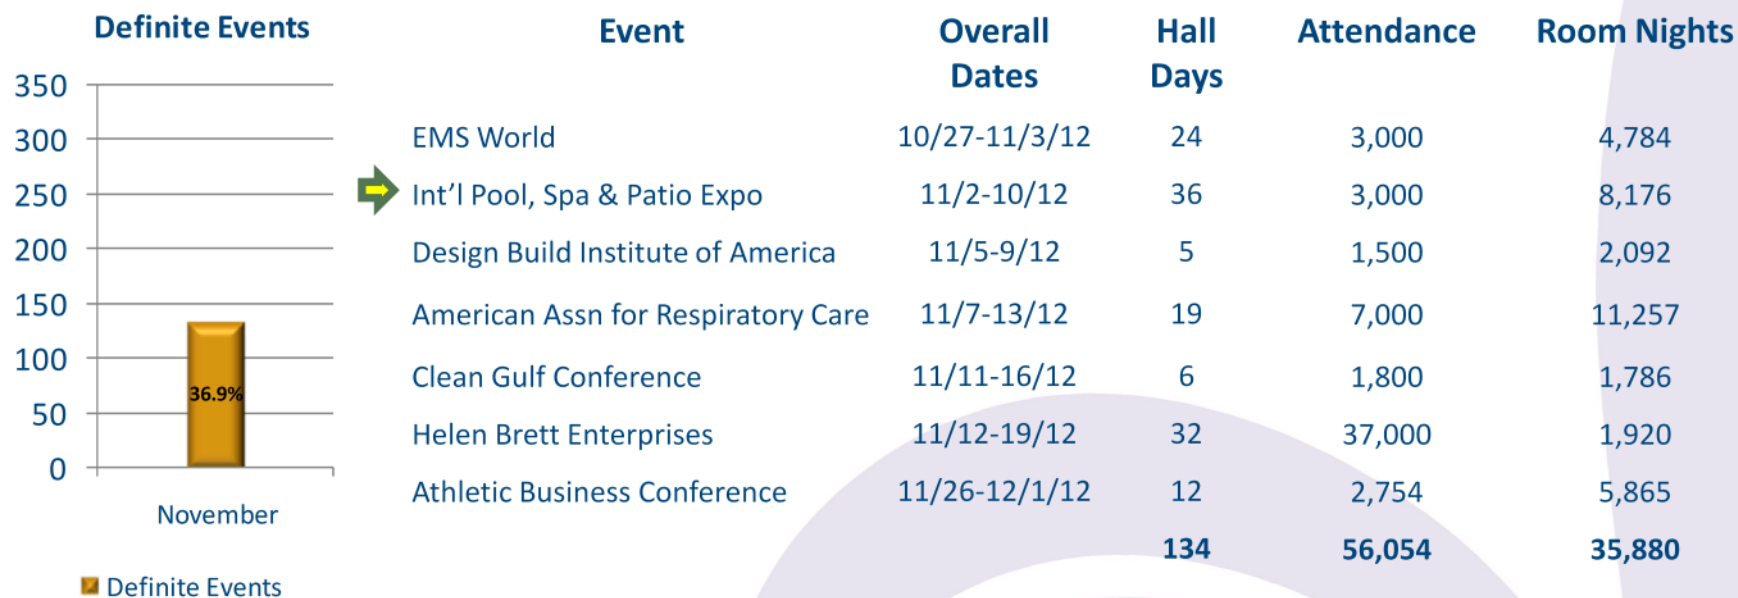 Definite Events
350
300
250
200
150
100
50
0
36.9%
November
Definite Events
Event Overall Dates Hall Days Attendance Room Nights
EMS World 10/27-11/3/12 24 3,000 4,784
Int'l Pool, Spa & Patio Expo 11/2-10/12 36 3,000 8,176
Design Build Institute of America 11/5-9/12 5 1,500 2,092
American Assn for Respiratory Care 11/7-13/12 19 7,000 11,257
Clean Gulf Conference 11/11-16/12 6 1,800 1,786
Helen Brett Enterprises 11/12-19/12 32 37,000 1,920
Athletic Business Conference 11/26-12/1/12 12 2,754 5,865
134 56,054 35,880